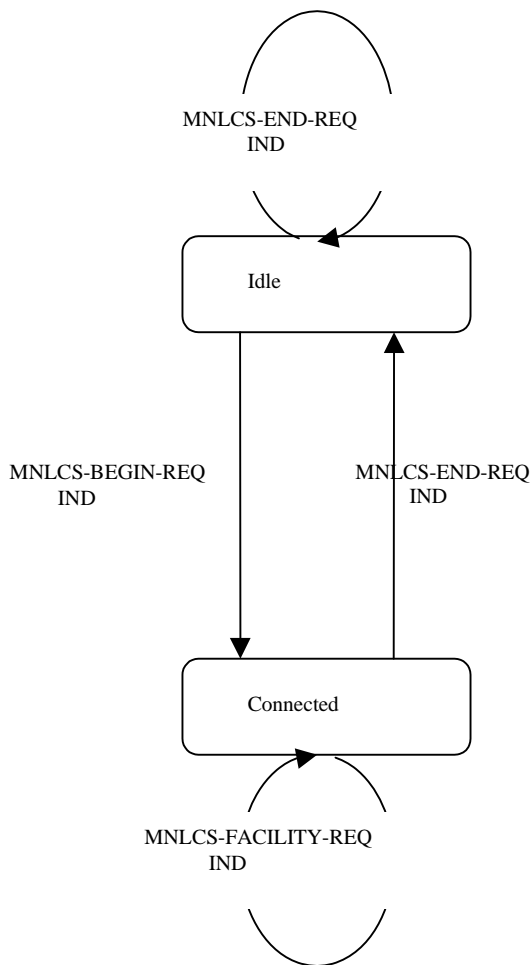 MNLCS-END-REQ
IND
Idle
MNLCS-BEGIN-REQ
IND
MNLCS-END-REQ
IND
Connected
MNLCS-FACILITY-REQ
IND